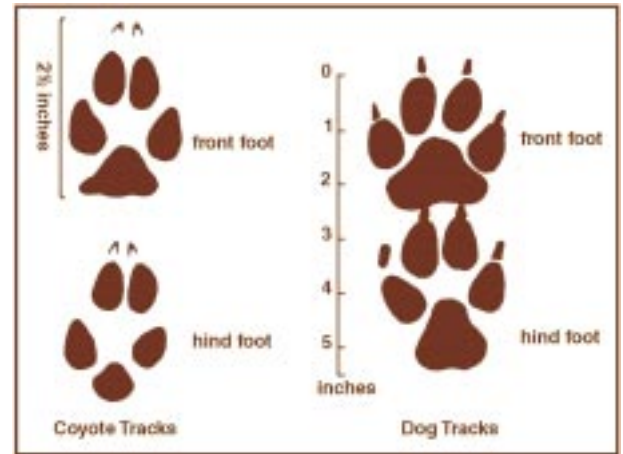 2½ inches
front foot
hind foot
Coyote Tracks
0
1
2
3
4
5
inches
front foot
hind foot
Dog Tracks